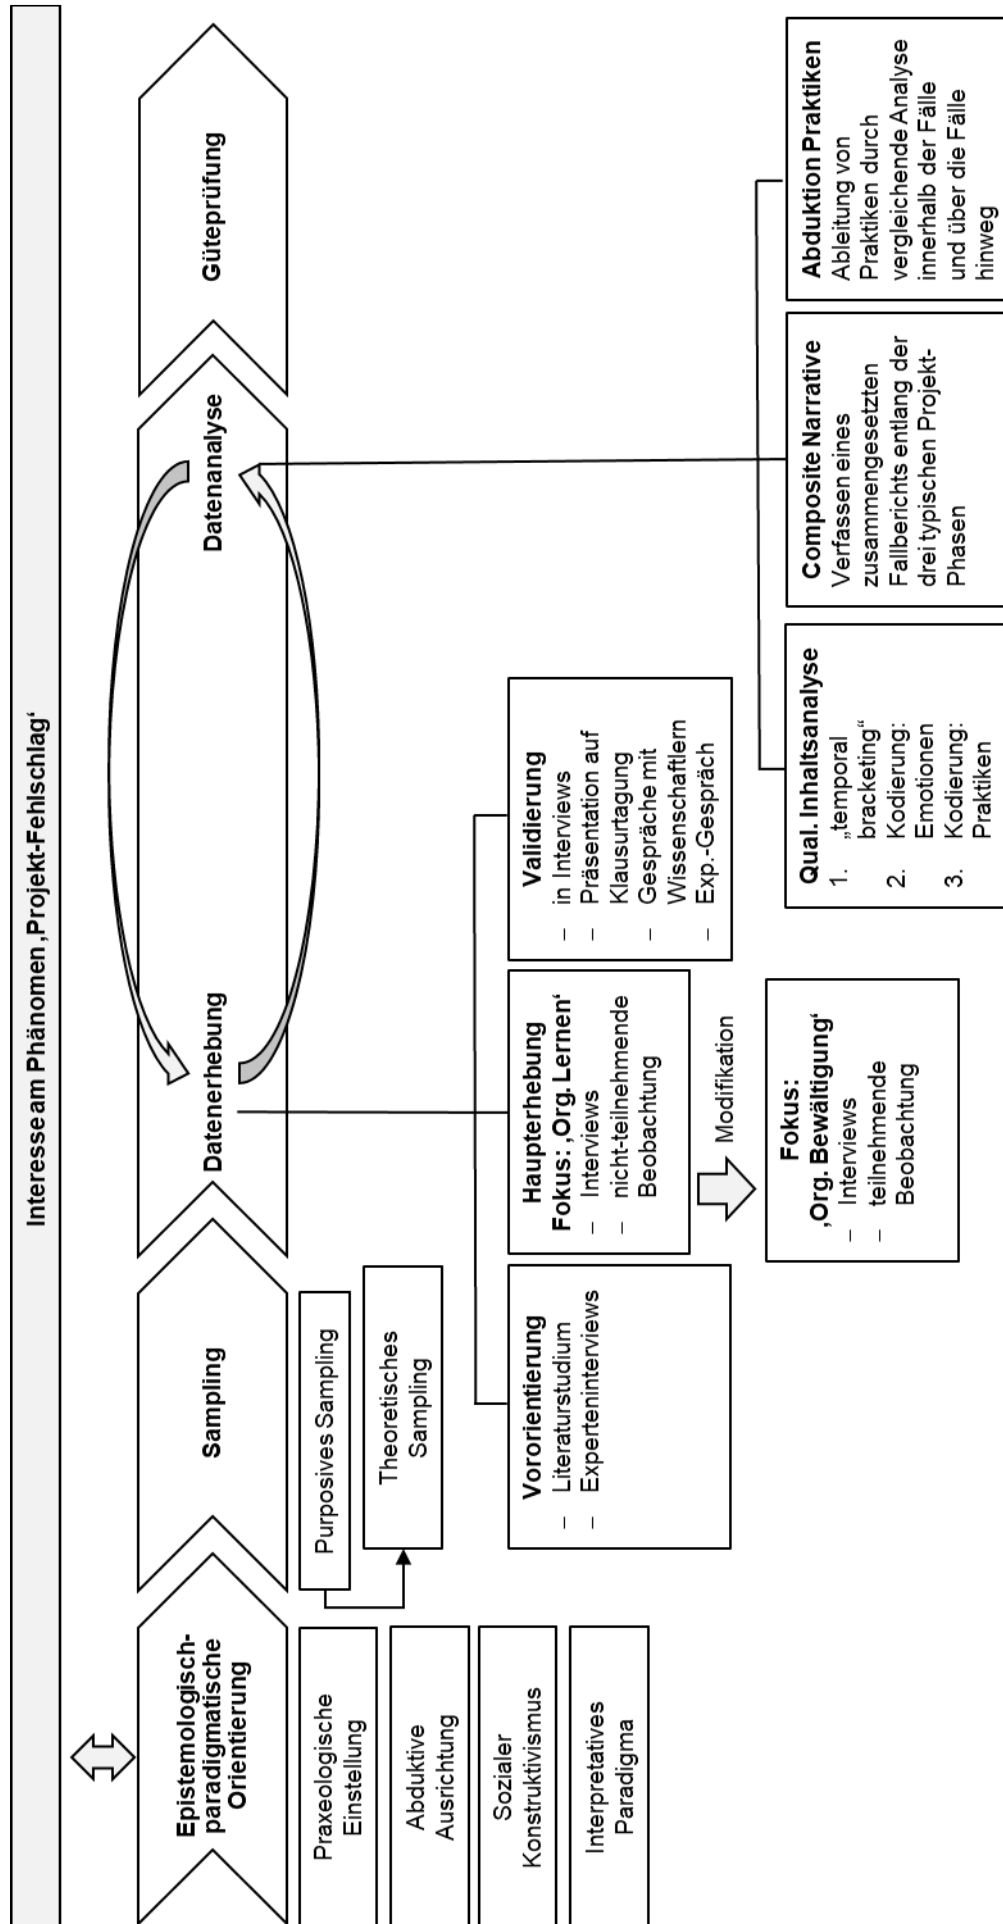 Interesse am Phänomen ‚Projekt-Fehlschlag‘
Epistemologisch-
paradigmatische
Orientierung
Sampling
Datenerhebung
Datenanalyse
Güteprüfung
Praxeologische
Einstellung
Abduktive
Ausrichtung
Sozialer
Konstruktivismus
Interpretatives
Paradigma
Purposives Sampling
Theoretisches
Sampling
Vororientierung
– Literaturstudium
– Experteninterviews
Haupterhebung
Fokus: ‚Org. Lernen‘
– Interviews
– nicht-teilnehmende
Beobachtung
Modifikation
Fokus:
‚Org. Bewältigung‘
– Interviews
– teilnehmende
Beobachtung
Validierung
– in Interviews
– Präsentation auf
Klausurtagung
– Gespräche mit
Wissenschaftlern
– Exp.-Gespräch
Qual. Inhaltsanalyse
1. „temporal
bracketing“
2. Kodierung:
Emotionen
3. Kodierung:
Praktiken
Composite Narrative
Verfassen eines
zusammengesetzten
Fallberichts entlang der
drei typischen Projekt-
Phasen
Abduktion Praktiken
Ableitung von
Praktiken durch
vergleichende Analyse
innerhalb der Fälle
und über die Fälle
hinweg